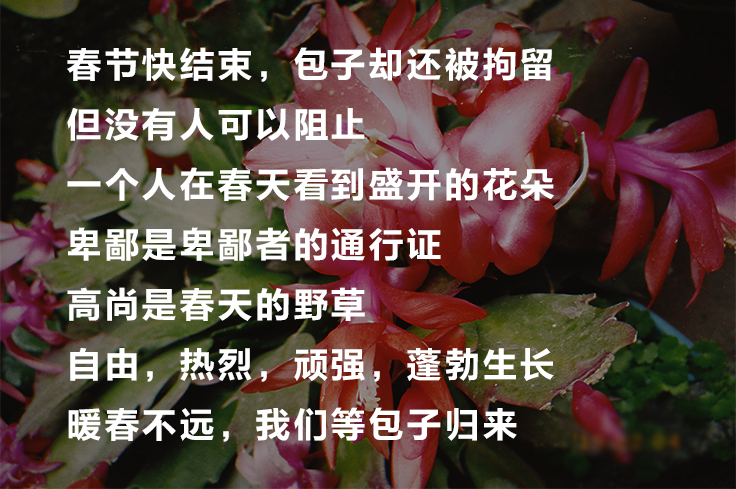 春节快结束，包子却还被拘留
但没有人可以阻止
一个人在春天看到盛开的花朵
卑鄙是卑鄙者的通行证
高尚是春天的野草
自由，热烈，顽强，蓬勃生长
暖春不远，我们等包子归来